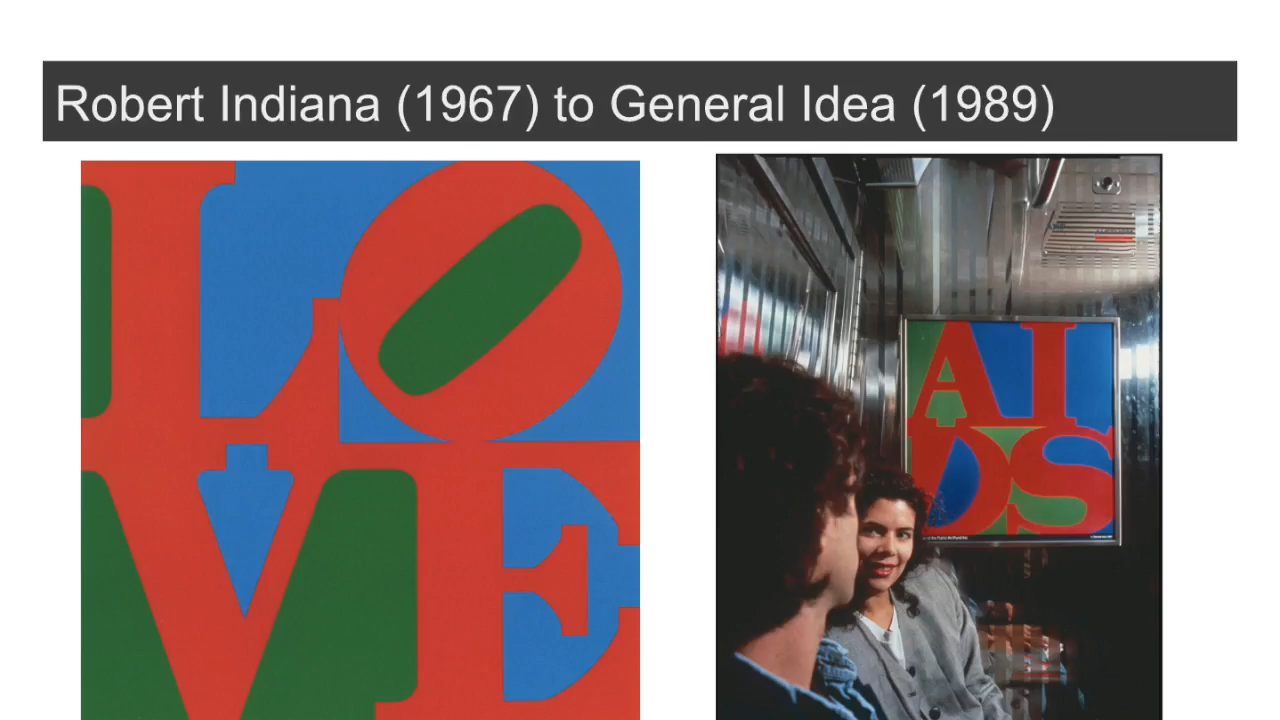 Robert Indiana (1967) to General Idea (1989)
LO
VE
AI
DS